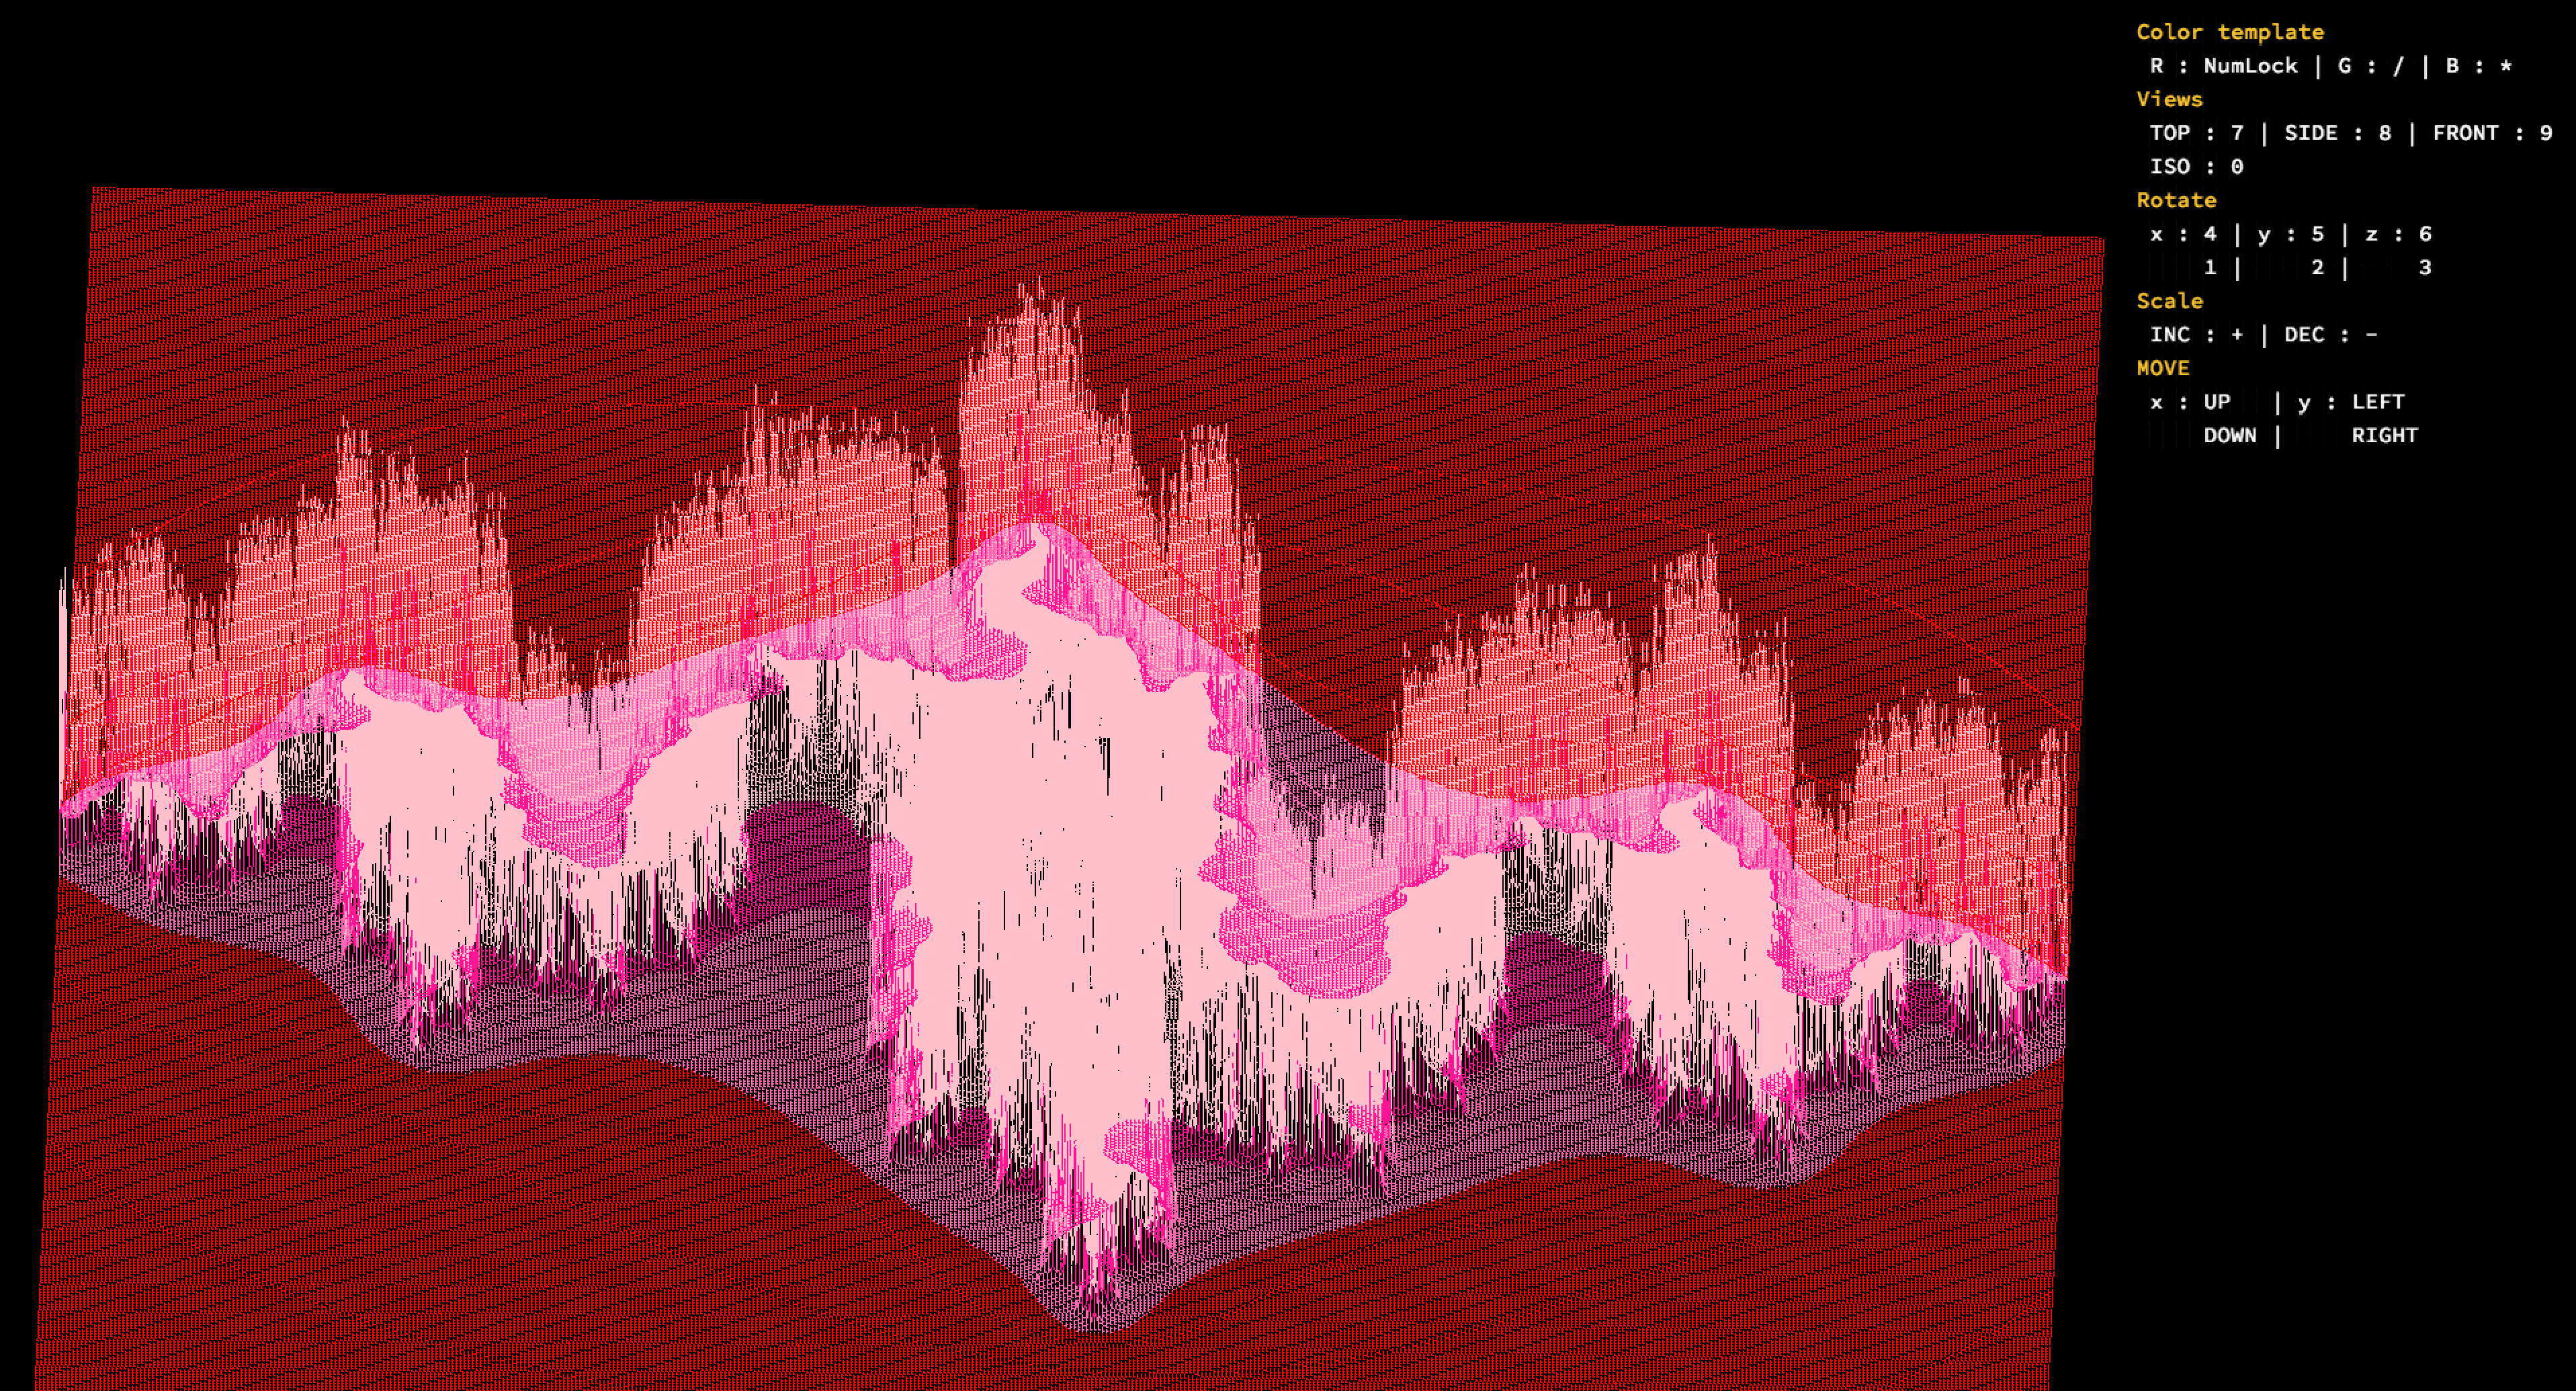 Color template
R : NumLock | G : / | B : *
Views
TOP : 7 | SIDE : 8 | FRONT : 9
ISO : 0
Rotate
x : 4 | y : 5 | z : 6
1 | 2 | 3
Scale
INC : + | DEC : -
MOVE
x : UP | y : LEFT
DOWN | RIGHT